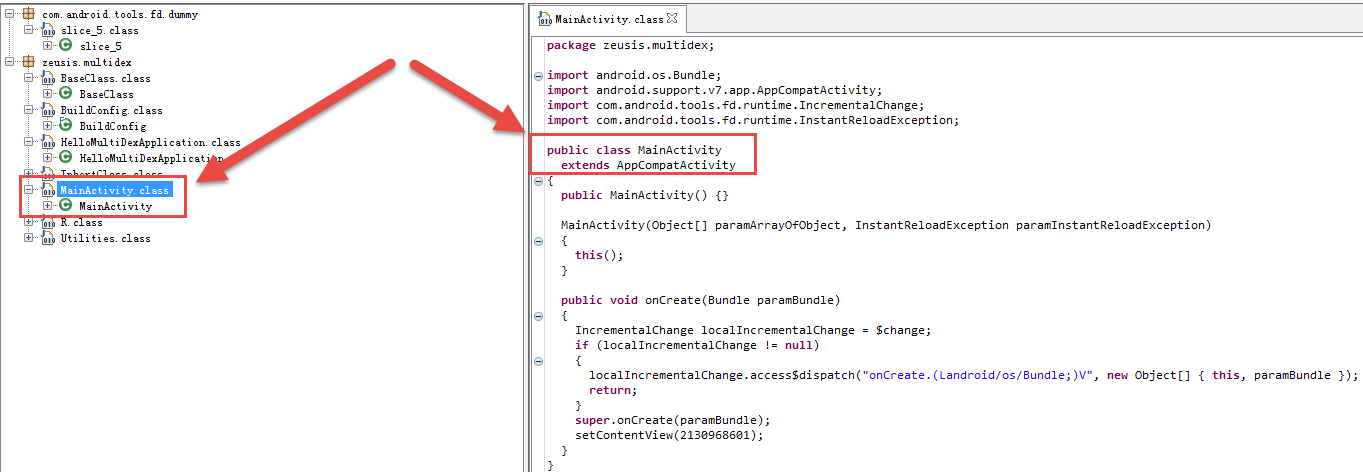 com.android.tools.fd.dummy
slice_5.class
slice_5
zeusis.multidex
BaseClass.class
BaseClass
BuildConfig.class
BuildConfig
HelloMultiDexApplication.class
HelloMultiDexApplication
InhertClass.class
MainActivity.class
MainActivity
R.class
Utilities.class
MainActivity.class
package zeusis.multidex;
import android.os.Bundle;
import android.support.v7.app.AppCompatActivity;
import com.android.tools.fd.runtime.IncrementalChange;
import com.android.tools.fd.runtime.InstantReloadException;
public class MainActivity
extends AppCompatActivity
{
public MainActivity() {}
MainActivity(Object[] paramArrayOfObject, InstantReloadException paramInstantReloadException)
{
this();
}
public void onCreate(Bundle paramBundle)
{
IncrementalChange localIncrementalChange = $change;
if (localIncrementalChange != null)
{
localIncrementalChange.access$dispatch("onCreate.(Landroid/os/Bundle;)V", new Object[] { this, paramBundle });
return;
}
super.onCreate(paramBundle);
setContentView(2130968601);
}
}